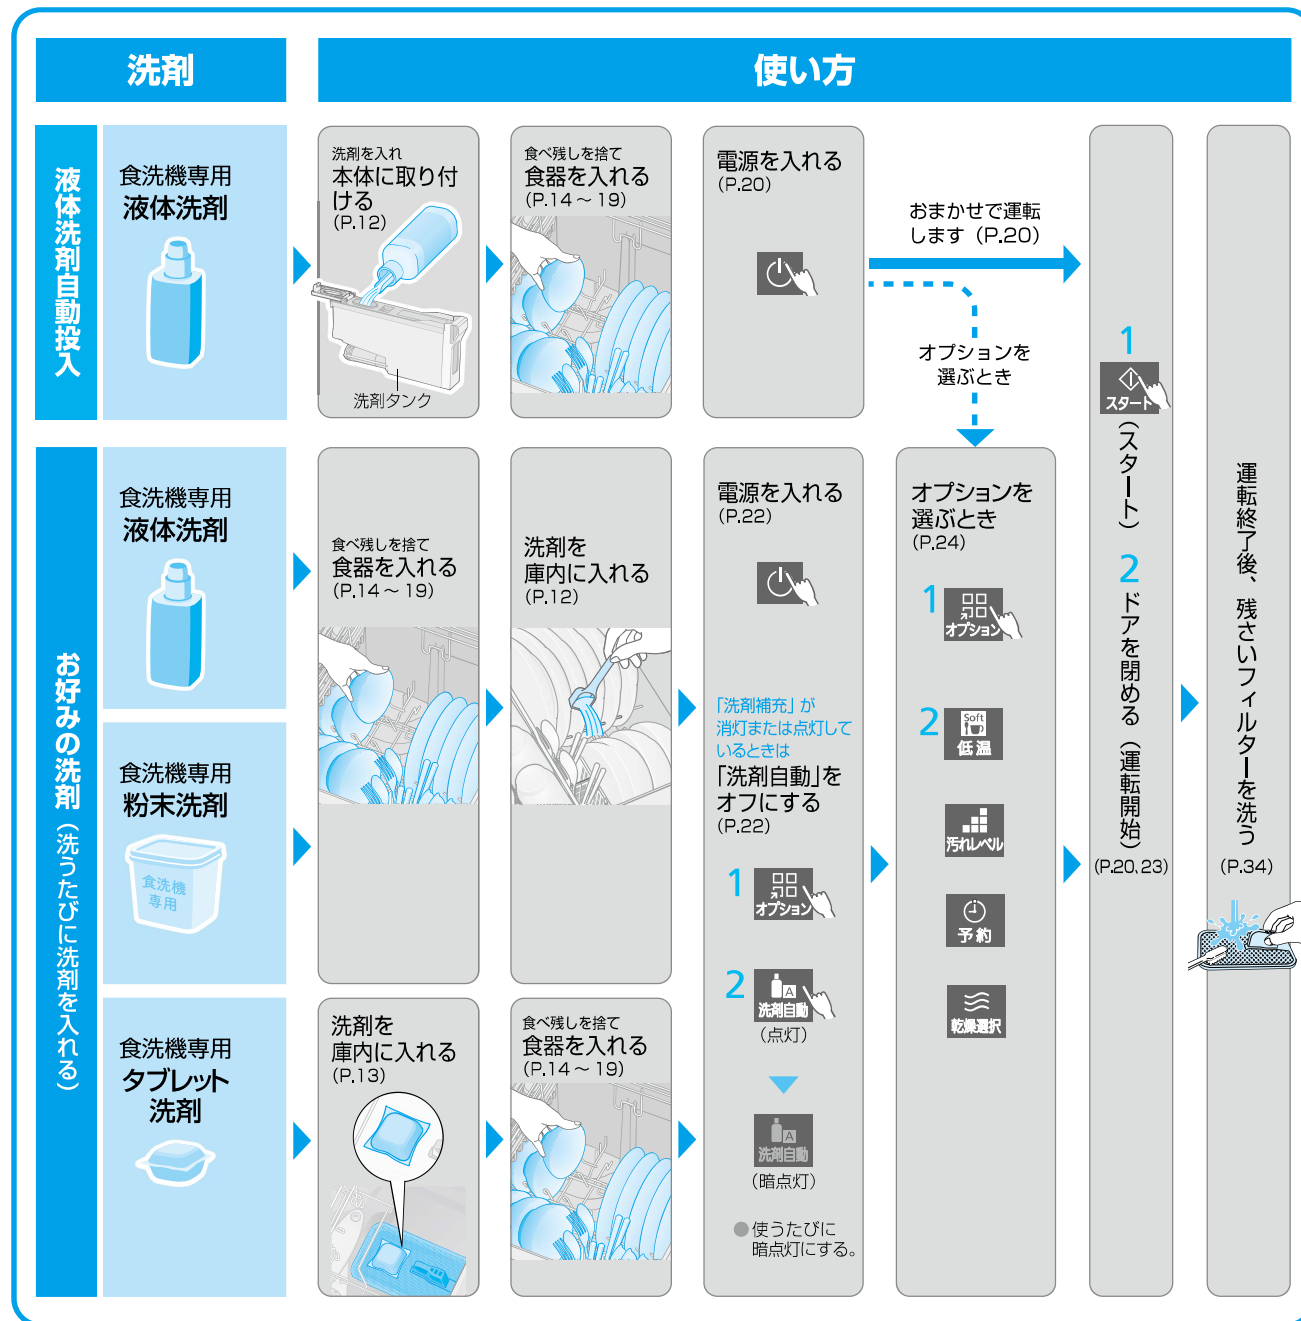 洗剤
使い方
液体洗剤自動投入
食洗機専用
液体洗剤
洗剤を入れ
本体に取り付
ける
(P.12)
洗剤タンク
食べ残しを捨て
食器を入れる
(P.14～19)
電源を入れる
(P.20)
おまかせで運転
します（P.20）
オプションを
選ぶとき
お好みの洗剤（洗うたびに洗剤を入れる）
食洗機専用
液体洗剤
食洗機専用
粉末洗剤
食洗機
専用
食べ残しを捨て
食器を入れる
(P.14～19)
洗剤を
庫内に入れる
(P.12)
食洗機専用
タブレット
洗剤
洗剤を
庫内に入れる
(P.13)
食べ残しを捨て
食器を入れる
(P.14～19)
電源を入れる
(P.22)
「洗剤補充」が
消灯または点灯して
いるときは
「洗剤自動」を
オフにする
(P.22)
1
オプション
2
A
洗剤自動
(点灯)
A
洗剤自動
(暗点灯)
●使うたびに
暗点灯にする。
オプションを
選ぶとき
(P.24)
1
オプション
2
Soft
低温
汚れレベル
予約
乾燥選択
1
スタート
（スタート）
2
ドアを閉める（運転開始）
(P.20、23)
運転終了後、残さいフィルターを洗う
(P.34)